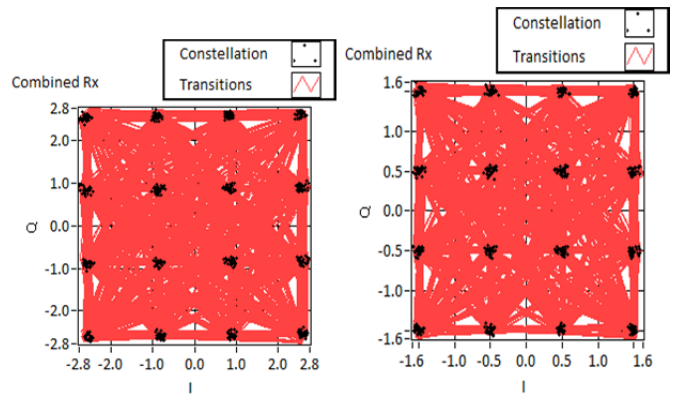 Constellation
Transitions
Combined Rx
2.8
2.0
1.0
0.0
-1.0
-2.0
-2.8
Q
-2.8 -2.0 -1.0 0.0 1.0 2.0 2.8
I
Constellation
Transitions
Combined Rx
1.6
1.0
0.5
0.0
-0.5
-1.0
-1.6
Q
-1.6 -1.0 -0.5 0.0 0.5 1.0 1.6
I